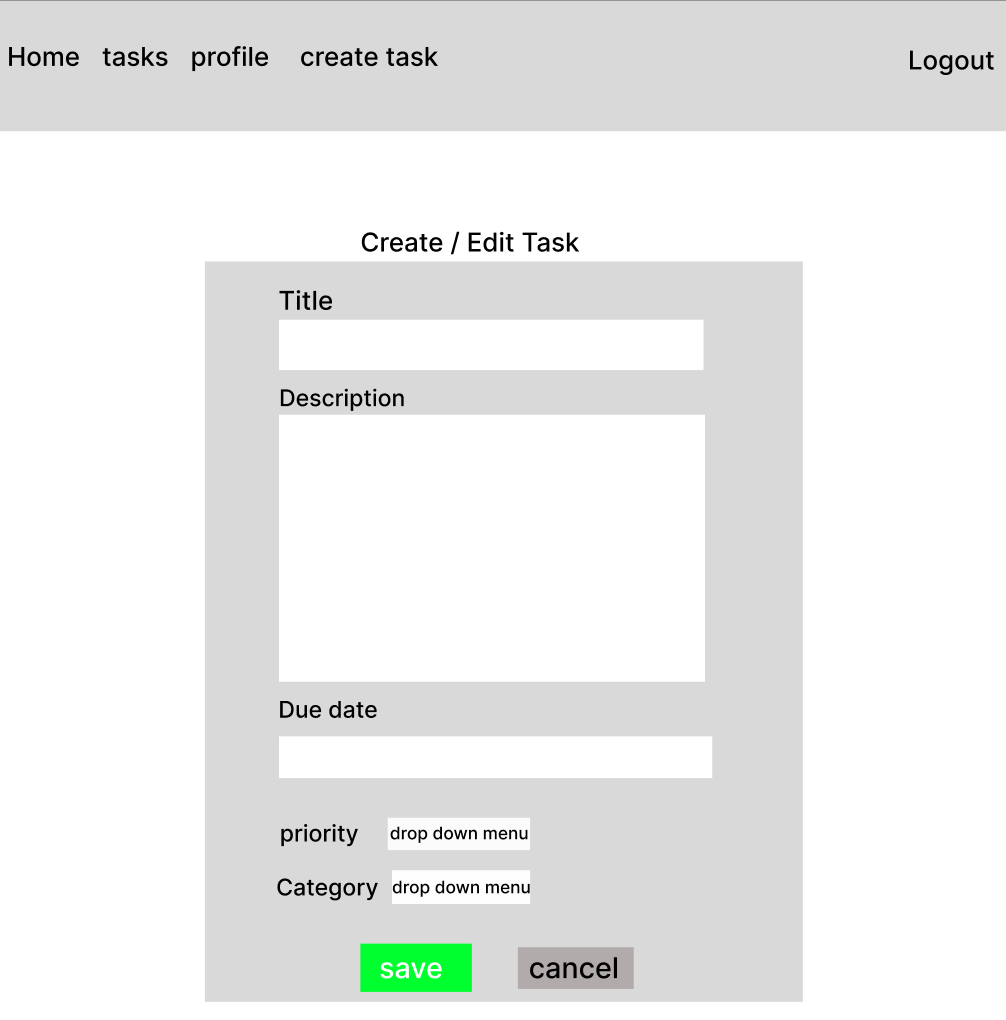 Home tasks profile create task Logout
Create / Edit Task
Title
Description
Due date
priority drop down menu
Category drop down menu
save cancel